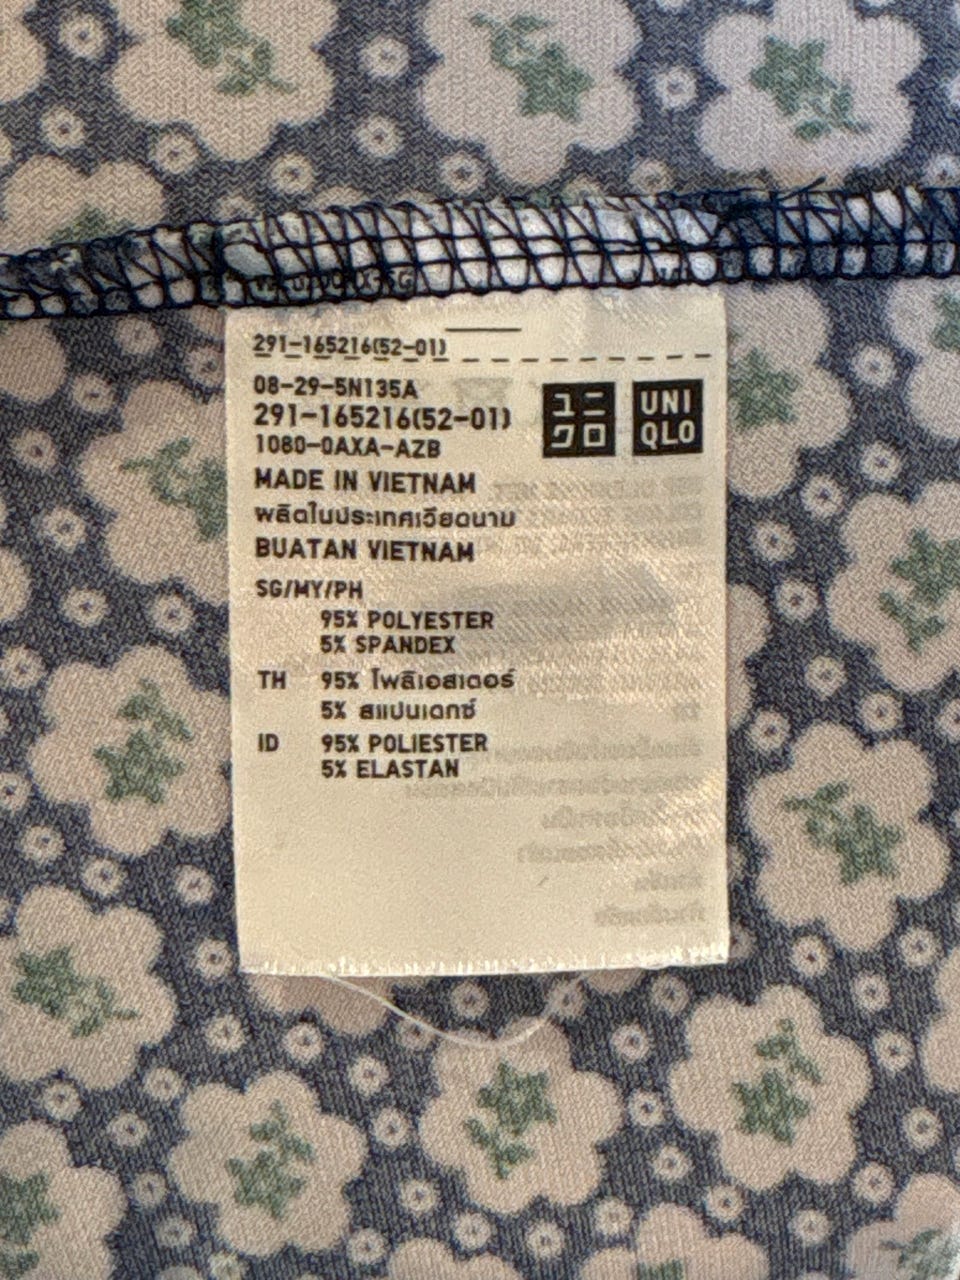 291-165216(52-01)
08-29-5N135A
291-165216(52-01)
1080-0AXA-AZB
ユニ
クロ
UNI
QLO
MADE IN VIETNAM
ผลิตในประเทศเวียดนาม
BUATAN VIETNAM
SG/MY/PH
95% POLYESTER
5% SPANDEX
TH 95% โพลีเอสเตอร์
5% สแปนเดกซ์
ID 95% POLIESTER
5% ELASTAN